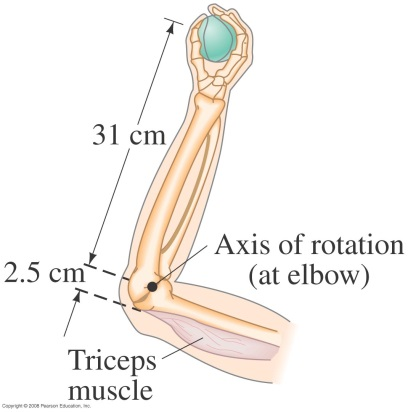 31 cm
Axis of rotation
(at elbow)
2.5 cm
Triceps
muscle
Copyright © 2008 Pearson Education, Inc.